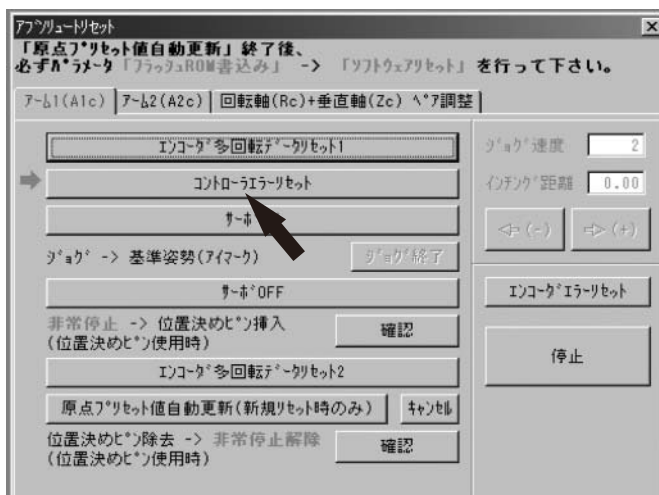 アブソリュートリセット
「原点プリセット値自動更新」終了後、
必ずパラメータ「フラッシュROM書込み」 -> 「ソフトウェアリセット」 を行って下さい。
アーム1(A1c) アーム2(A2c) 回転軸(Rc)+垂直軸(Zc) ペア調整
エンコーダ多回転データリセット1
コントローラエラーリセット
サーボ
ジョグ -> 基準姿勢(アイマーク) ジョグ終了
サーボOFF
非常停止 -> 位置決めピン挿入
(位置決めピン使用時)
確認
エンコーダ多回転データリセット2
原点プリセット値自動更新(新規リセット時のみ) キャンセル
位置決めピン除去 -> 非常停止解除
(位置決めピン使用時)
確認
ジョグ速度 2
インチング距離 0.00
(-) (+)
エンコーダエラーリセット
停止